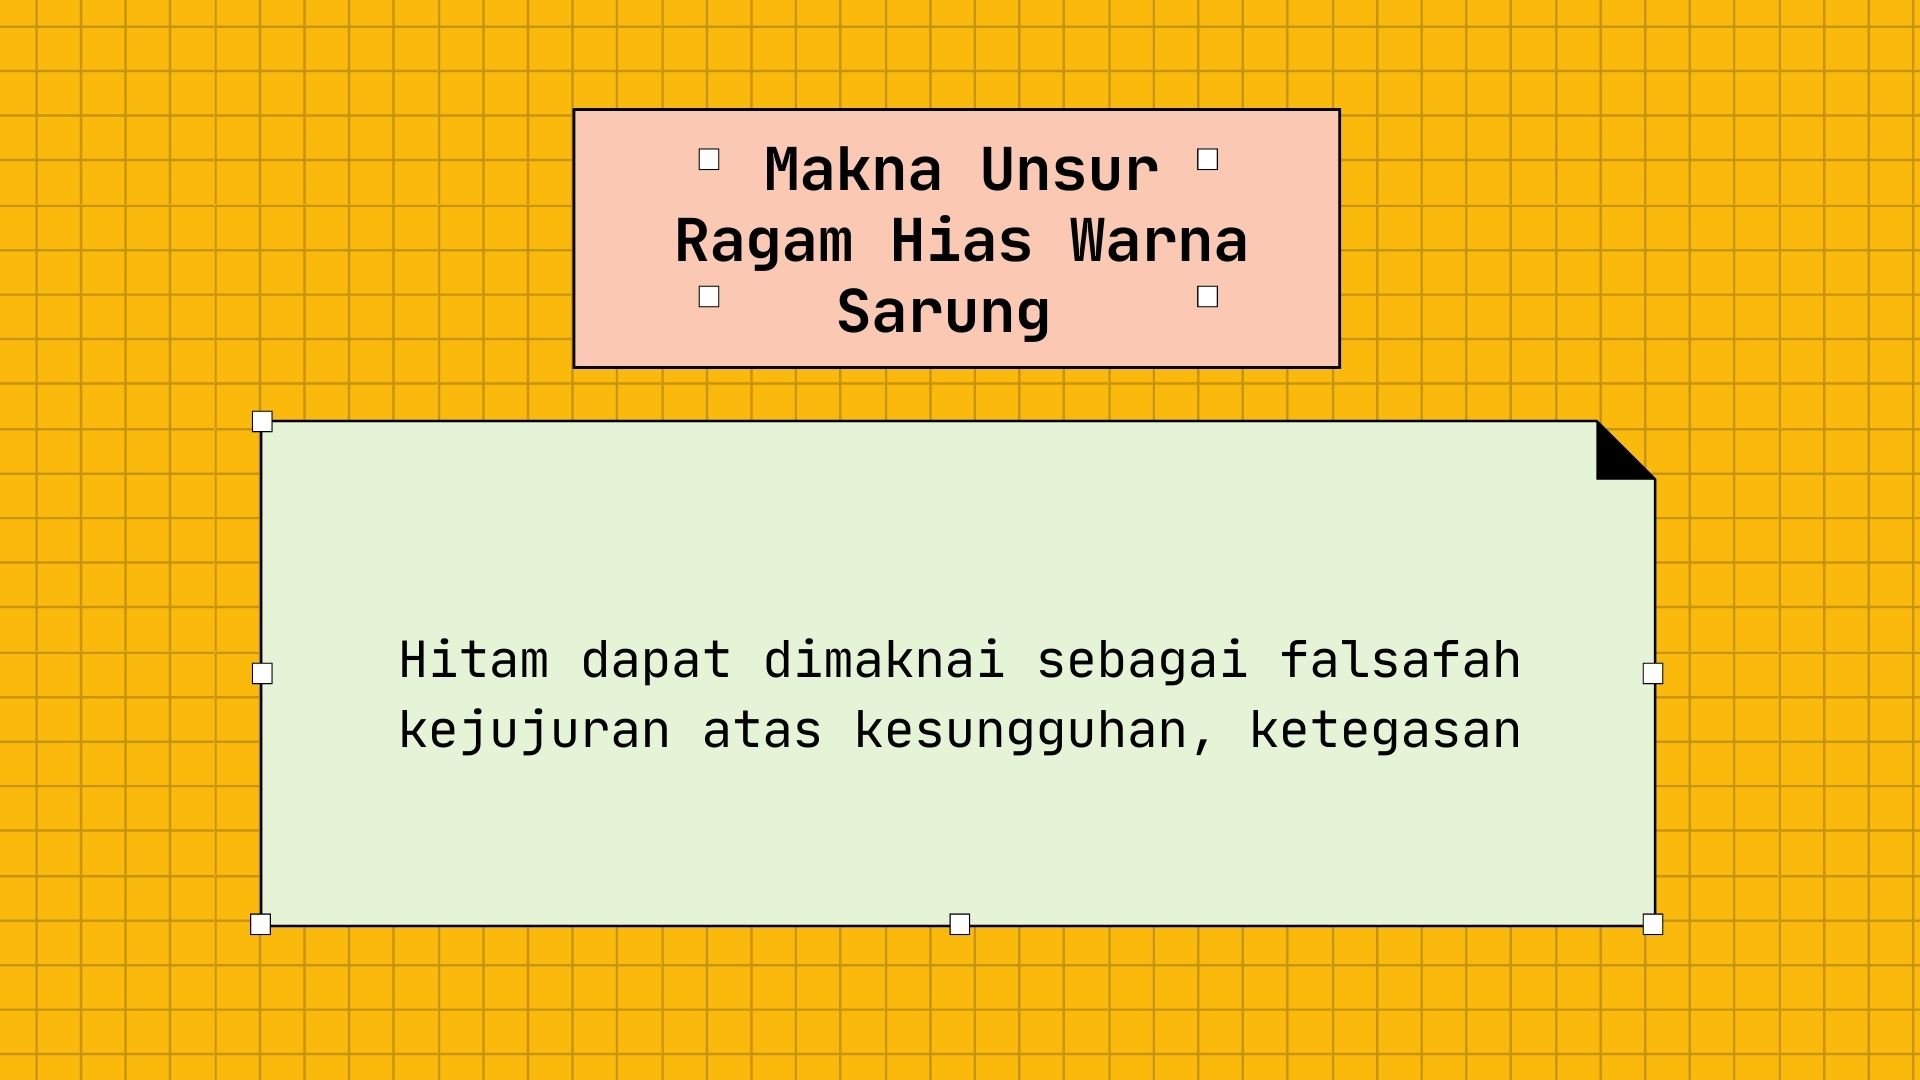 Makna Unsur
Ragam Hias Warna
Sarung
Hitam dapat dimaknai sebagai falsafah
kejujuran atas kesungguhan, ketegasan